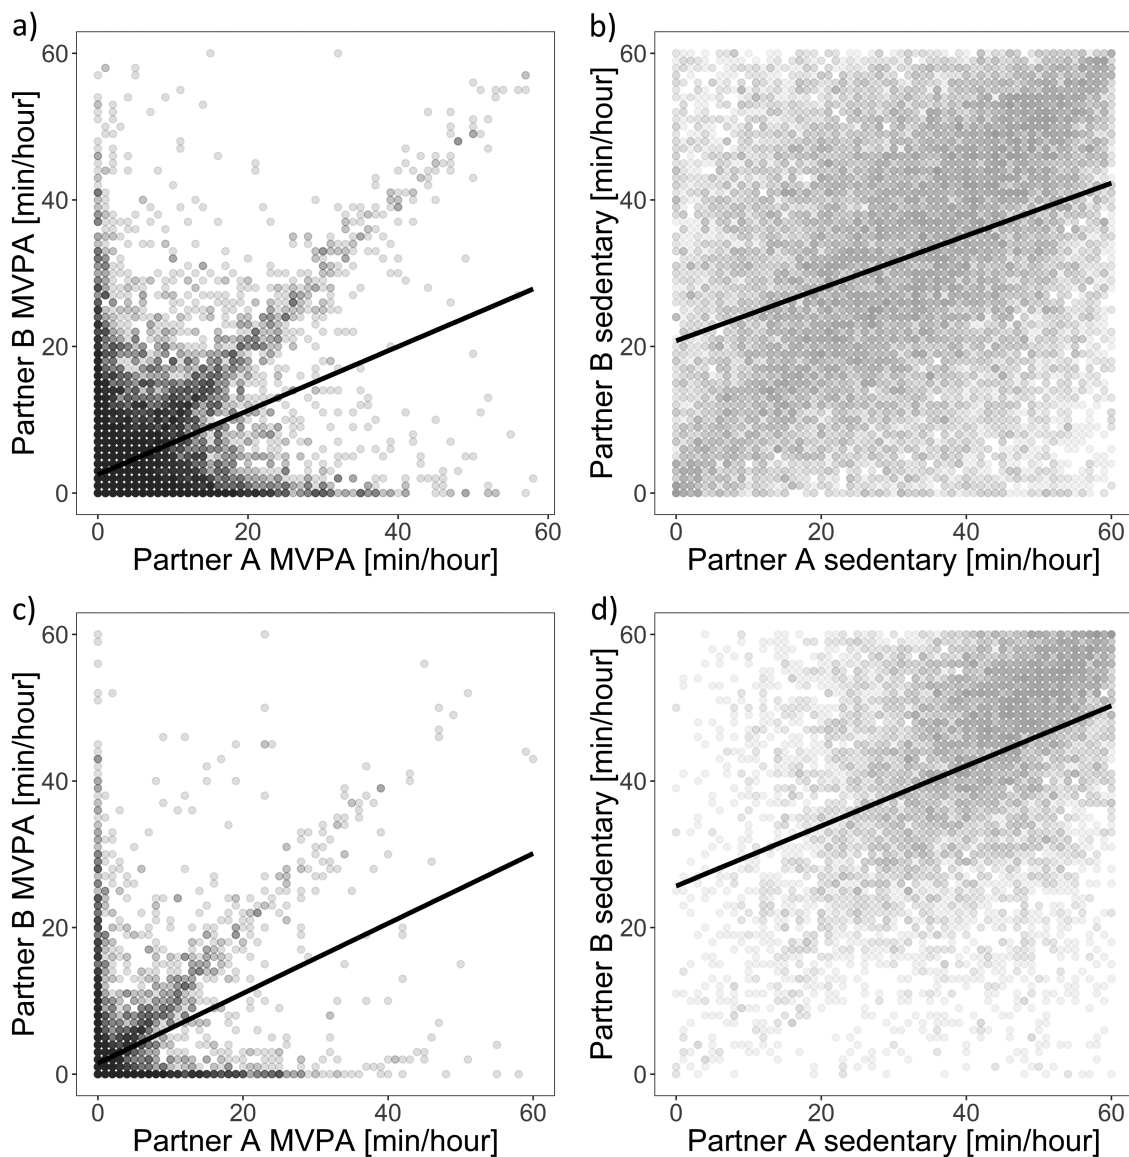 a)
60
40
20
0
Partner B MVPA [min/hour]
0 20 40 60
Partner A MVPA [min/hour]
b)
60
40
20
0
Partner B sedentary [min/hour]
0 20 40 60
Partner A sedentary [min/hour]
c)
60
40
20
0
Partner B MVPA [min/hour]
0 20 40 60
Partner A MVPA [min/hour]
d)
60
40
20
0
Partner B sedentary [min/hour]
0 20 40 60
Partner A sedentary [min/hour]